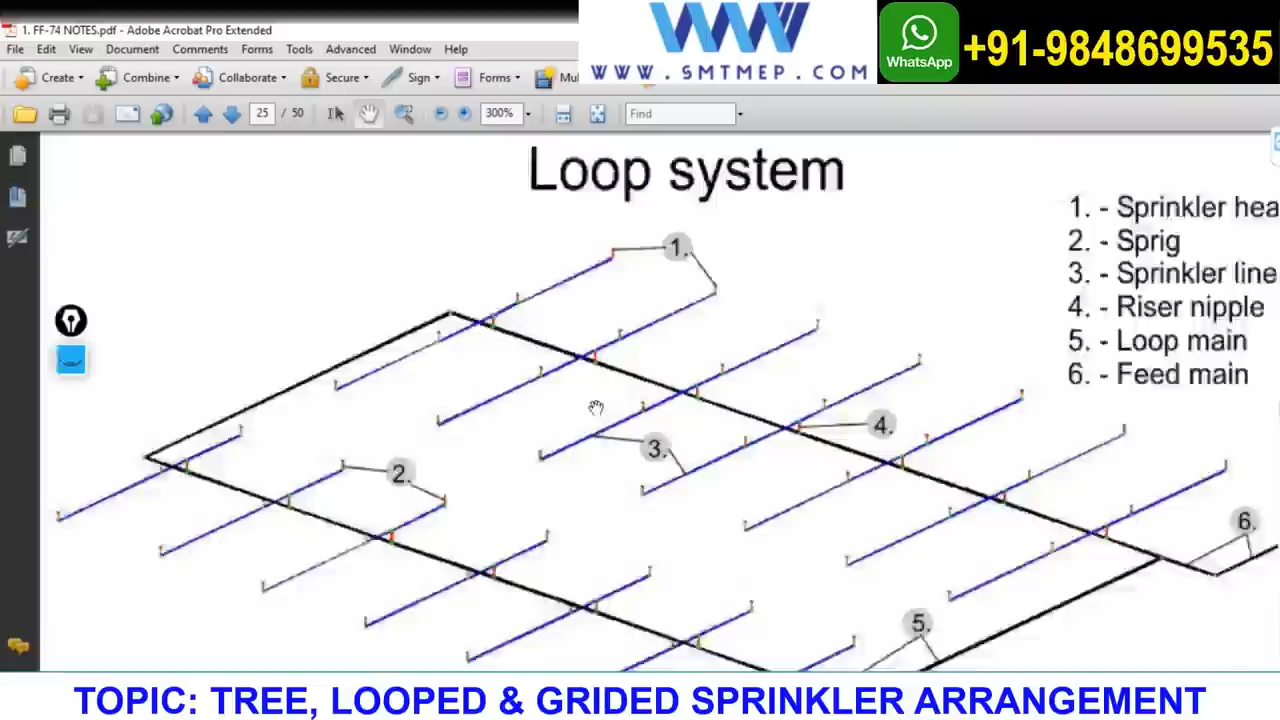 1. FF-74 NOTES.pdf - Adobe Acrobat Pro Extended
File Edit View Document Comments Forms Tools Advanced Window Help
Create Combine Collaborate Secure Sign Forms Mul
25 / 50 300% Find
WWW.SMTMEP.COM
WhatsApp
+91-9848699535
Loop system
1. - Sprinkler hea
2. - Sprig
3. - Sprinkler line
4. - Riser nipple
5. - Loop main
6. - Feed main
1.
2.
3.
4.
5.
6.
TOPIC: TREE, LOOPED & GRIDED SPRINKLER ARRANGEMENT